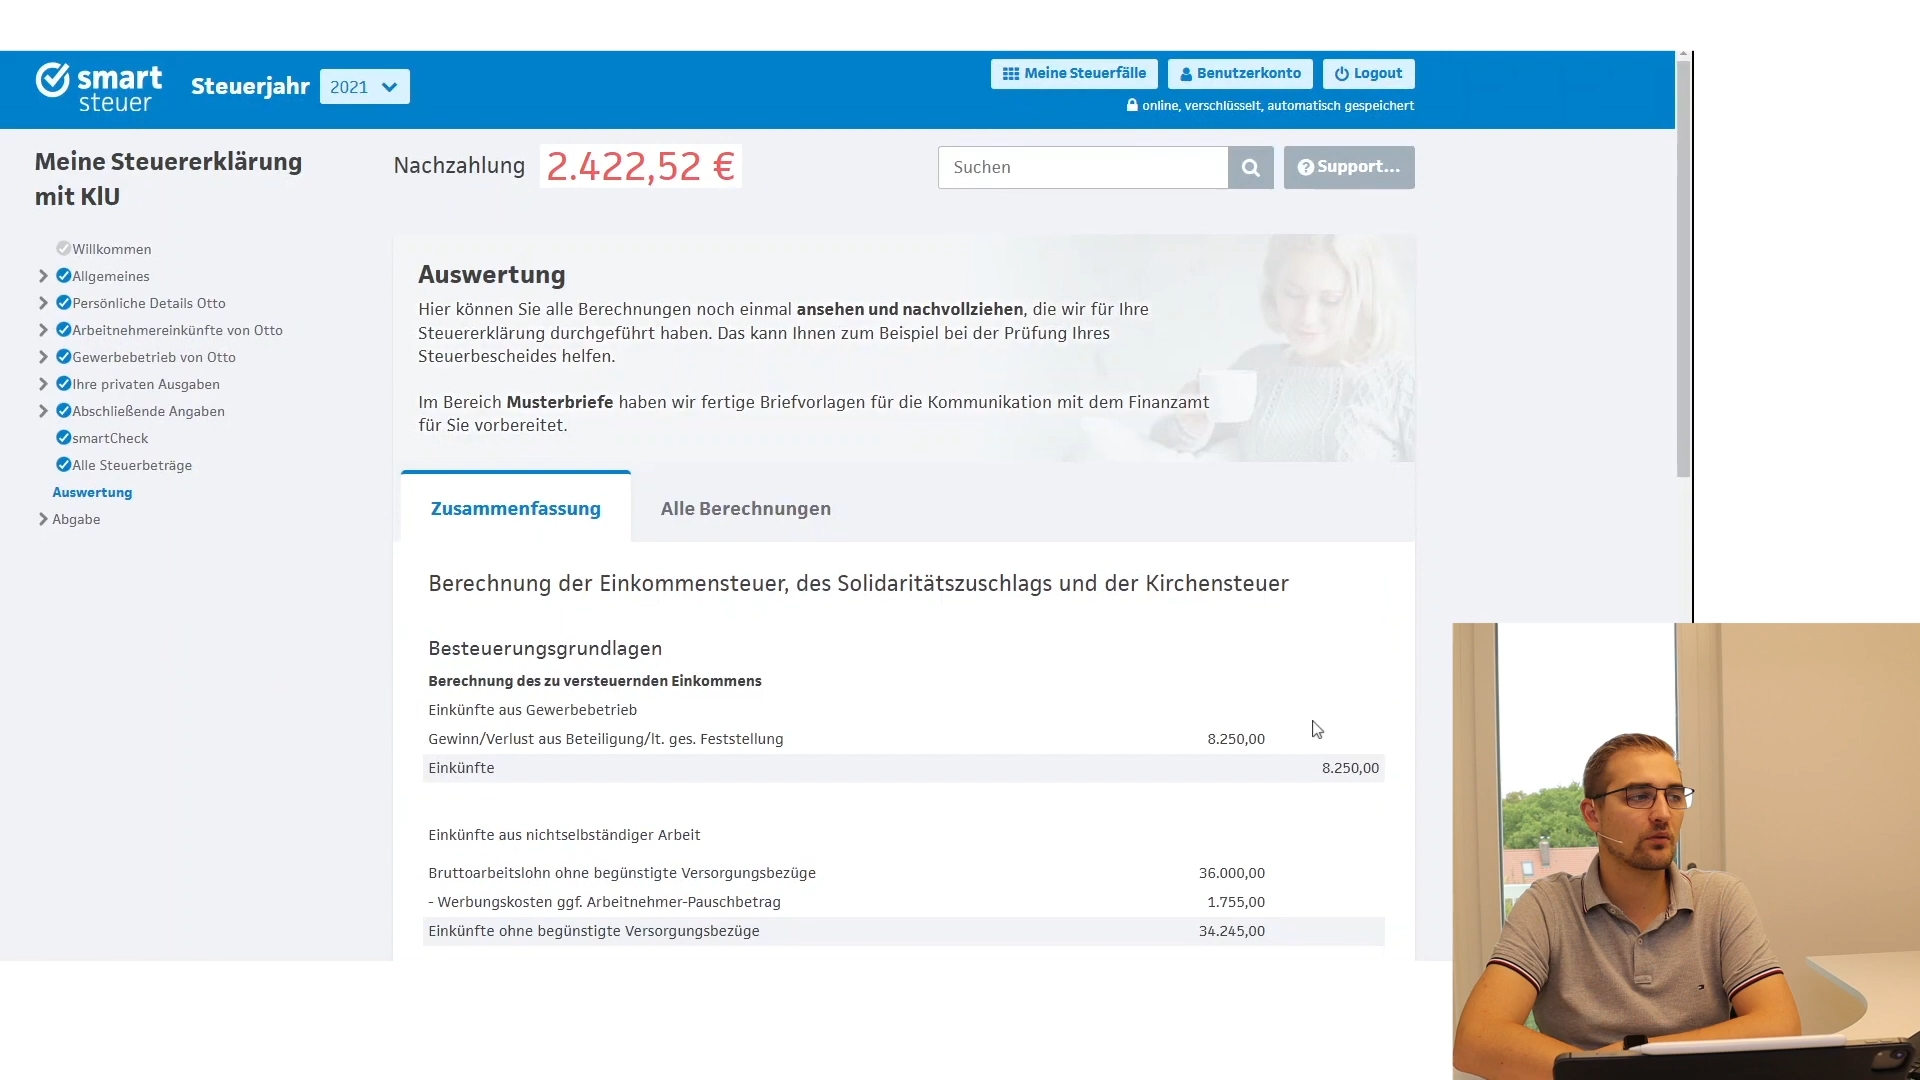 smart
steuer
Steuerjahr
2021
Meine Steuerfälle
Benutzerkonto
Logout
online, verschlüsselt, automatisch gespeichert
Meine Steuererklärung
mit KlU
Nachzahlung
2.422,52 €
Suchen
Support...
Willkommen
Allgemeines
Persönliche Details Otto
Arbeitnehmereinkünfte von Otto
Gewerbebetrieb von Otto
Ihre privaten Ausgaben
Abschließende Angaben
smartCheck
Alle Steuerbeträge
Auswertung
Abgabe
Auswertung
Hier können Sie alle Berechnungen noch einmal ansehen und nachvollziehen, die wir für Ihre
Steuererklärung durchgeführt haben. Das kann Ihnen zum Beispiel bei der Prüfung Ihres
Steuerbescheides helfen.
Im Bereich Musterbriefe haben wir fertige Briefvorlagen für die Kommunikation mit dem Finanzamt
für Sie vorbereitet.
Zusammenfassung
Alle Berechnungen
Berechnung der Einkommensteuer, des Solidaritätszuschlags und der Kirchensteuer
Besteuerungsgrundlagen
Berechnung des zu versteuernden Einkommens
Einkünfte aus Gewerbebetrieb
Gewinn/Verlust aus Beteiligung/lt. ges. Feststellung 8.250,00
Einkünfte 8.250,00
Einkünfte aus nichtselbständiger Arbeit
Bruttoarbeitslohn ohne begünstigte Versorgungsbezüge 36.000,00
- Werbungskosten ggf. Arbeitnehmer-Pauschbetrag 1.755,00
Einkünfte ohne begünstigte Versorgungsbezüge 34.245,00